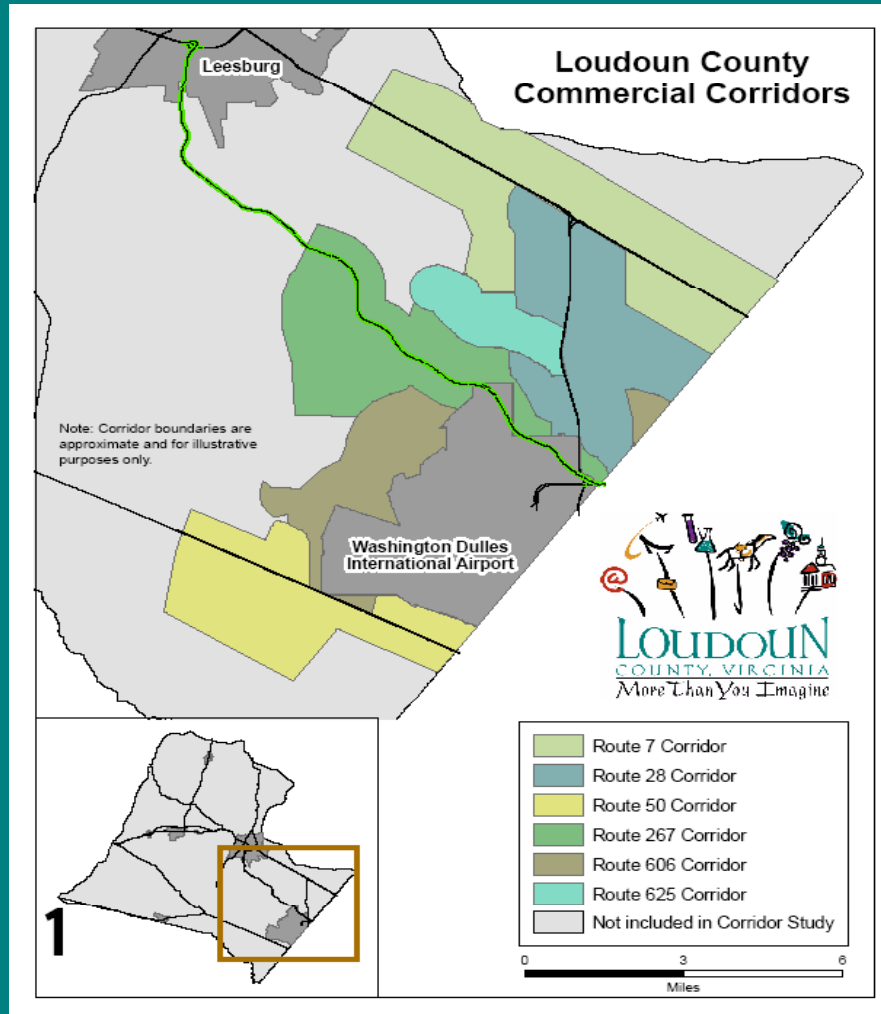 Loudoun County
Commercial Corridors
Leesburg
Note: Corridor boundaries are
approximate and for illustrative
purposes only.
Washington Dulles
International Airport
@
LOUDOUN
COUNTY, VIRGINIA
More Than You Imagine
Route 7 Corridor
Route 28 Corridor
Route 50 Corridor
Route 267 Corridor
Route 606 Corridor
Route 625 Corridor
Not included in Corridor Study
0 3 6
Miles
1